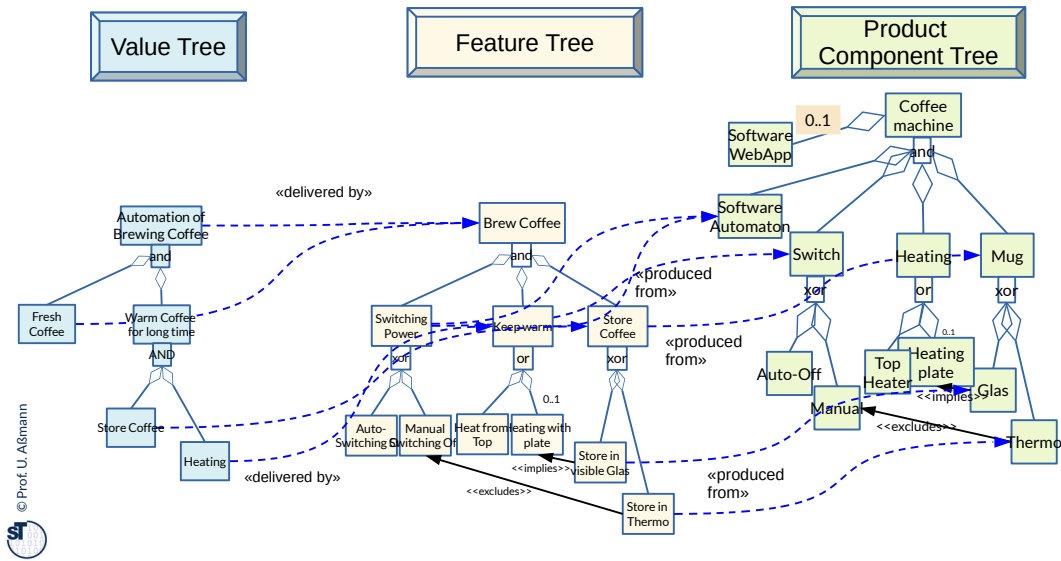 Value Tree
Feature Tree
Product
Component Tree
Coffee
machine
0..1
Software
WebApp
and
«delivered by»
Automation of
Brewing Coffee
and
Brew Coffee
and
Software
Automaton
Switch
xor
Heating
or
Mug
xor
«produced
from»
Fresh
Coffee
Warm Coffee
for long time
AND
Switching
Power
xor
Keep warm
or
Store
Coffee
xor
«produced
from»
0..1
Auto-Off
Top
Heater
Heating
plate
<<implies>>
Glas
Manual
<<excludes>>
Thermo
Store Coffee
Heating
«delivered by»
Auto-
Switching
Manual
Switching Of
Heat from
Top
0..1
Heating with
plate
<<implies>>
Store in
visible Glas
<<excludes>>
Store in
Thermo
«produced
from»
© Prof. U. Aßmann
ST